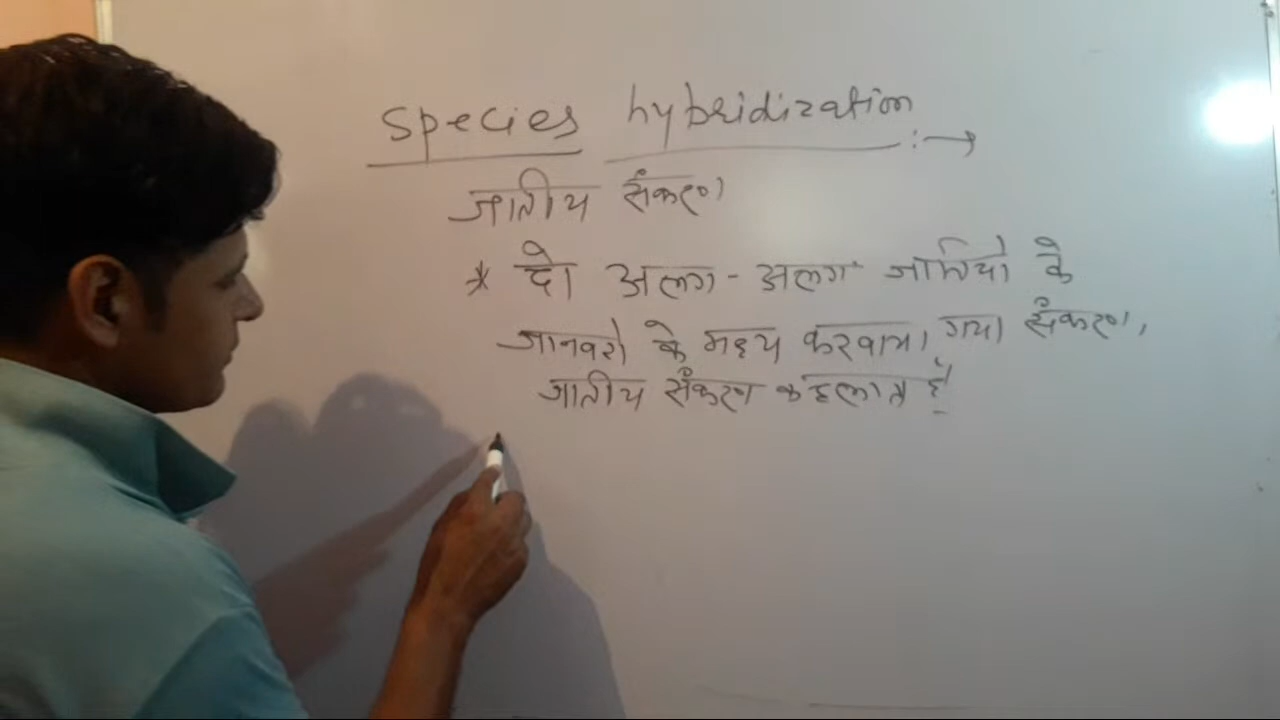 Species hybridization :→
जातीय संकरण
* दो अलग - अलग जातियो के
जानवरो के मध्य करवाया गया संकरण,
जातीय संकरण कहलाता है